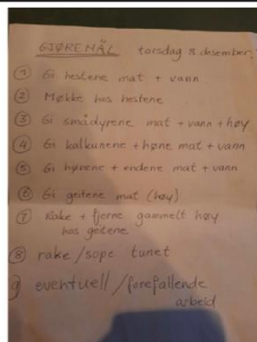 GJØREMÅL torsdag 8 desember:
① Gi hestene mat + vann
② Møkke hos hestene
③ Gi smådyrene mat + vann + høy
④ Gi kalkunene + høne mat + vann
⑤ Gi hønene + endene mat + vann
⑥ Gi geitene mat (høy)
⑦ Rake + fjerne gammelt høy
hos geitene
⑧ rake/sope tunet
9 eventuell/forefallende
arbeid